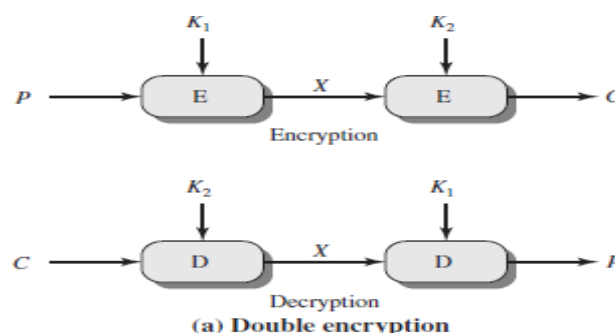 K₁ K₂
P E X E C
Encryption
K₂ K₁
C D X D P
Decryption
(a) Double encryption